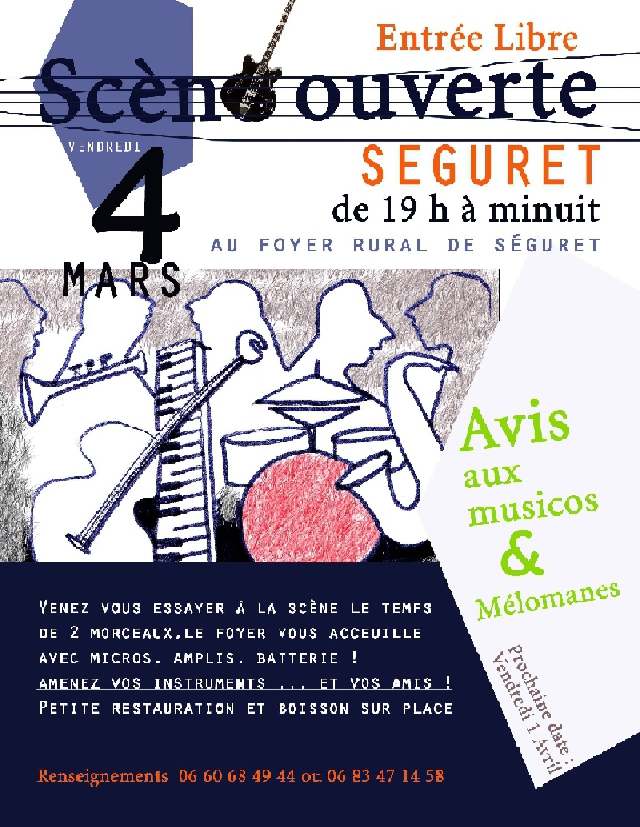 Entrée Libre
Scène ouverte
VENDREDI
4
MARS
SEGURET
de 19 h à minuit
AU FOYER RURAL DE SÉGURET
Avis
aux
musicos
&
Mélomanes
Venez vous essayer à la scène le temps
de 2 morceaux.le foyer vous acceuille
avec micros. amplis. batterie !
amenez vos instruments ... et vos amis !
Petite restauration et boisson sur place
Prochaine date :
Vendredi 1 Avril
Renseignements 06 60 68 49 44 ou 06 83 47 14 58